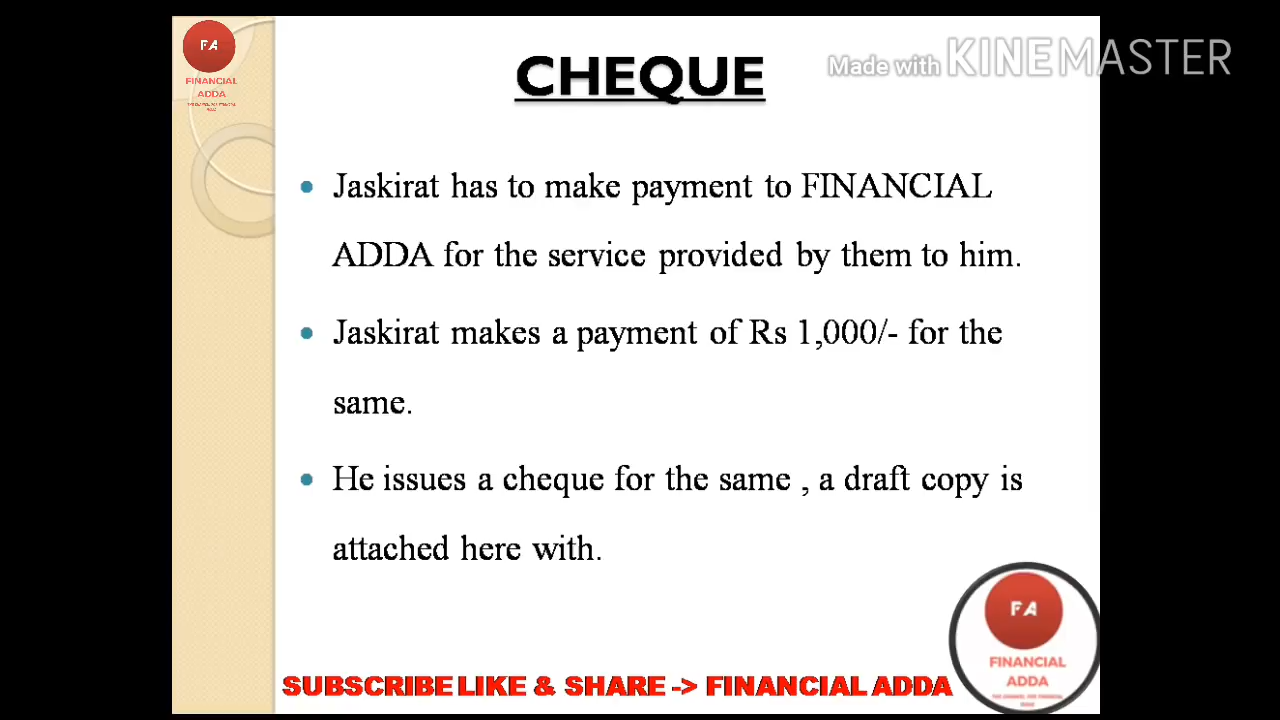 FA
FINANCIAL
ADDA
CHEQUE
Made with KINEMASTER
• Jaskirat has to make payment to FINANCIAL
ADDA for the service provided by them to him.
• Jaskirat makes a payment of Rs 1,000/- for the
same.
• He issues a cheque for the same , a draft copy is
attached here with.
FA
FINANCIAL
ADDA
SUBSCRIBE LIKE & SHARE -> FINANCIAL ADDA